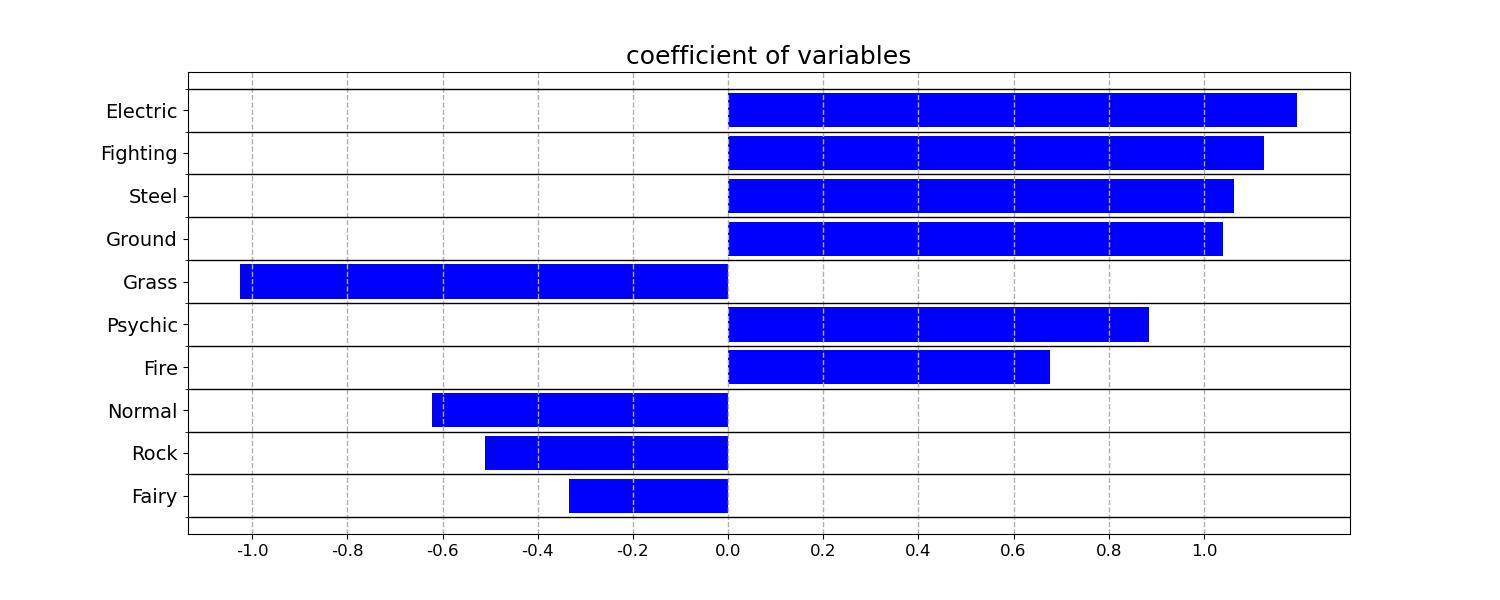 coefficient of variables
Electric
Fighting
Steel
Ground
Grass
Psychic
Fire
Normal
Rock
Fairy
-1.0 -0.8 -0.6 -0.4 -0.2 0.0 0.2 0.4 0.6 0.8 1.0